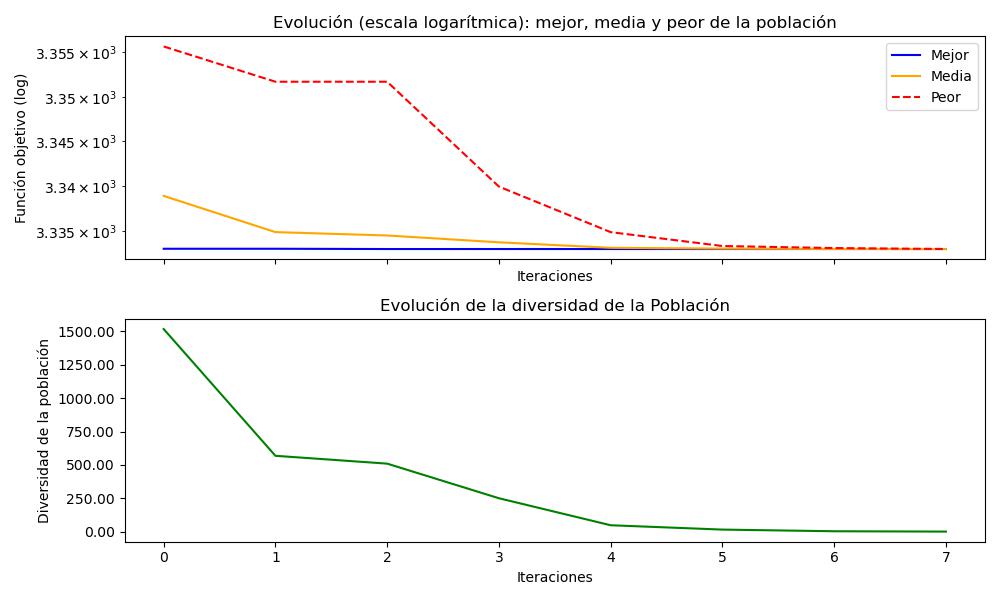 Evolución (escala logarítmica): mejor, media y peor de la población
Función objetivo (log)
3.355 × 10³
3.35 × 10³
3.345 × 10³
3.34 × 10³
3.335 × 10³
Mejor
Media
Peor
Iteraciones
Evolución de la diversidad de la Población
Diversidad de la población
1500.00
1250.00
1000.00
750.00
500.00
250.00
0.00
0 1 2 3 4 5 6 7
Iteraciones